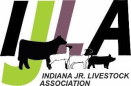 IJLA
INDIANA JR. LIVESTOCK
ASSOCIATION